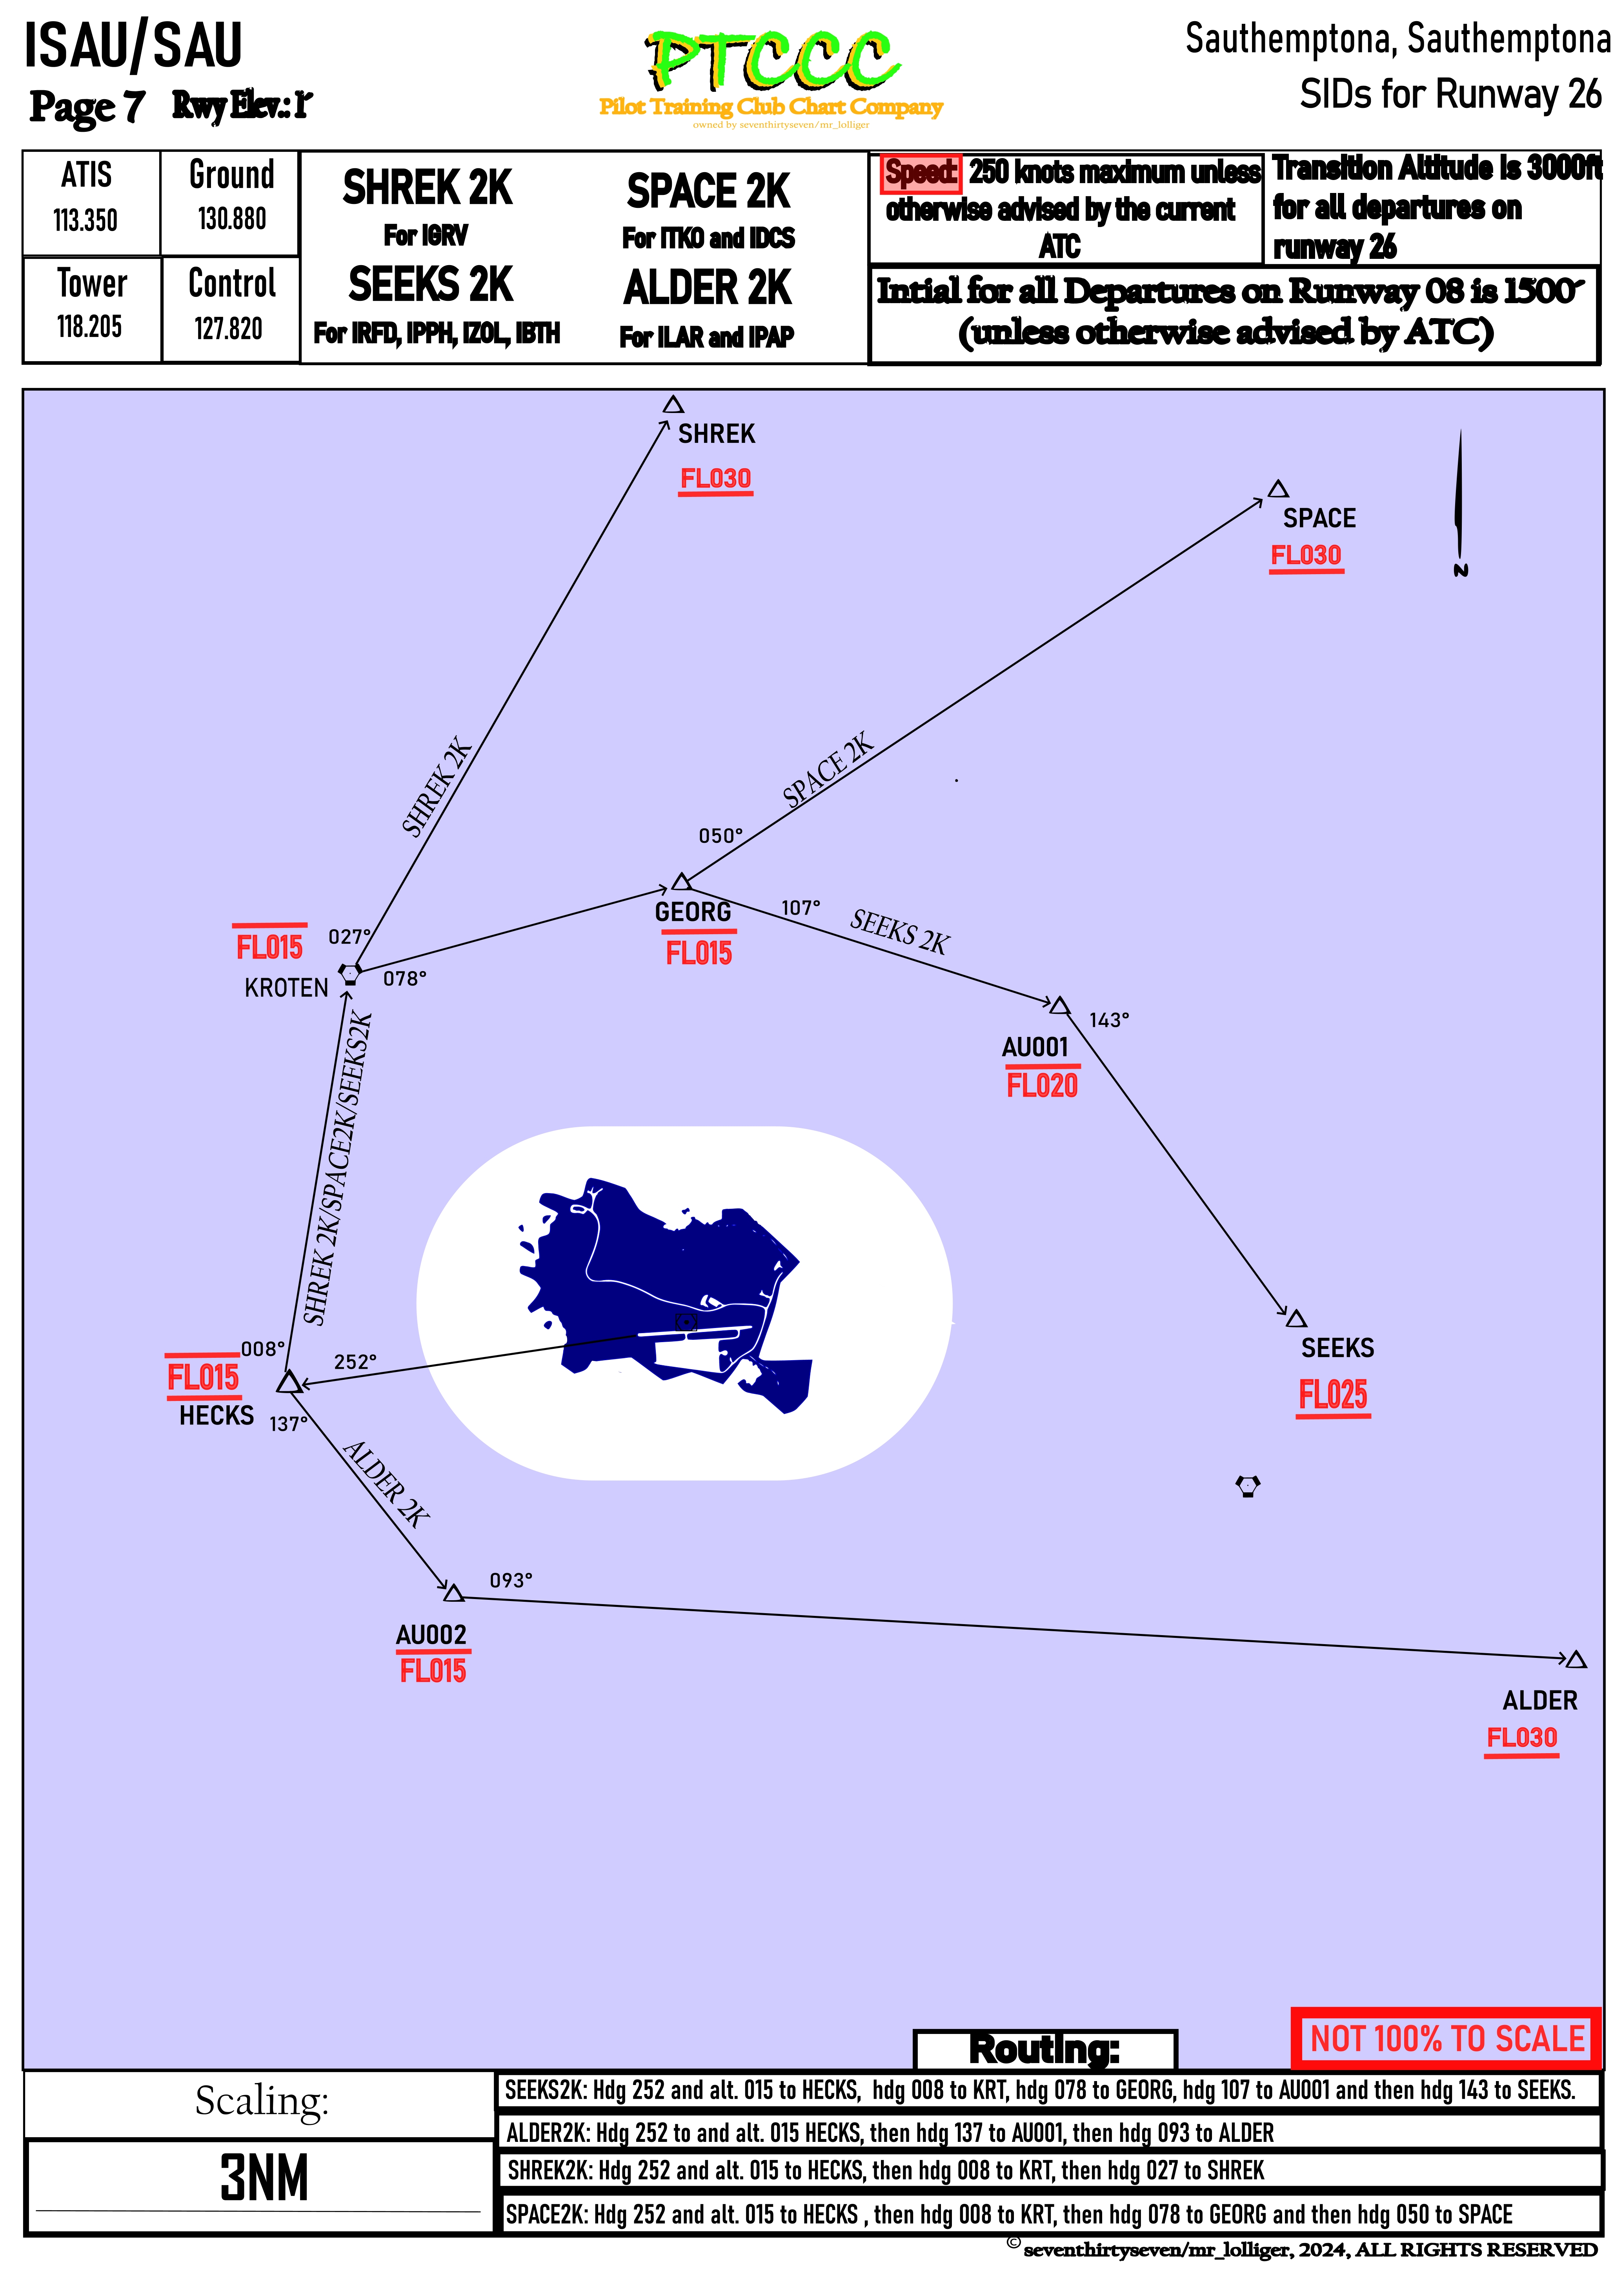 ISAU/SAU
Page 7 Rwy Elev.: 1'
PTCCC
Pilot Training Club Chart Company
owned by seventhirtyseven/mr_lolliger
Sauthemptona, Sauthemptona
SIDs for Runway 26
ATIS
113.350
Ground
130.880
Tower
118.205
Control
127.820
SHREK 2K
For IGRV
SPACE 2K
For ITKO and IDCS
SEEKS 2K
For IRFD, IPPH, IZOL, IBTH
ALDER 2K
For ILAR and IPAP
Speed: 250 knots maximum unless
otherwise advised by the current
ATC
Transition Altitude is 3000ft
for all departures on
runway 26
Intial for all Departures on Runway 08 is 1500'
(unless otherwise advised by ATC)
SHREK
FL030
SPACE
FL030
N
SHREK 2K
SPACE 2K
050°
GEORG
FL015
107°
SEEKS 2K
FL015
027°
KROTEN
078°
143°
AU001
FL020
SHREK 2K/SPACE2K/SEEKS2K
SEEKS
FL025
008°
252°
FL015
HECKS
137°
ALDER 2K
093°
AU002
FL015
ALDER
FL030
Routing:
NOT 100% TO SCALE
Scaling:
3NM
SEEKS2K: Hdg 252 and alt. 015 to HECKS, hdg 008 to KRT, hdg 078 to GEORG, hdg 107 to AU001 and then hdg 143 to SEEKS.
ALDER2K: Hdg 252 to and alt. 015 HECKS, then hdg 137 to AU001, then hdg 093 to ALDER
SHREK2K: Hdg 252 and alt. 015 to HECKS, then hdg 008 to KRT, then hdg 027 to SHREK
SPACE2K: Hdg 252 and alt. 015 to HECKS , then hdg 008 to KRT, then hdg 078 to GEORG and then hdg 050 to SPACE
© seventhirtyseven/mr_lolliger, 2024, ALL RIGHTS RESERVED